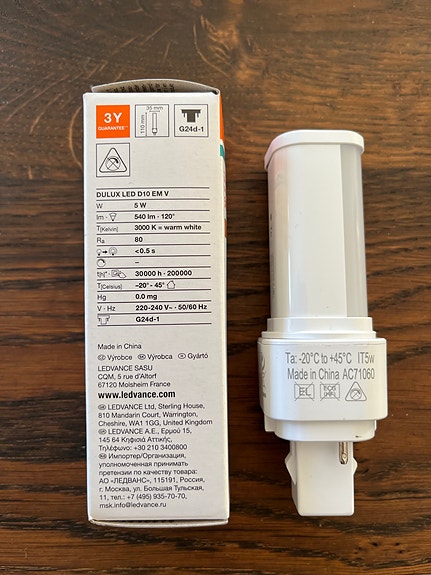 3Y
GUARANTEE
35 mm
110 mm
G24d-1
DULUX LED D10 EM V
W 5 W
lm · 540 lm · 120°
T[Kelvin] 3000 K = warm white
Ra 80
<0.5 s
–
30000 h · 200000
T[Celsius] –20° - 45°
Hg 0.0 mg
V · Hz 220-240 V~ · 50/60 Hz
G24d-1
Made in China
CZ Výrobce SK Výrobca H Gyártó
LEDVANCE SASU
CQM, 5 rue d'Altorf
67120 Molsheim France
www.ledvance.com
GB LEDVANCE Ltd, Sterling House,
810 Mandarin Court, Warrington,
Cheshire, WA1 1GG, United Kingdom
GR LEDVANCE A.E., Ερμού 15,
145 64 Κηφισιά Αττικής,
Τηλέφωνο: +30 210 3400800
Импортер/Организация,
уполномоченная принимать
претензии по качеству товара:
АО «ЛЕДВАНС», 115191, Россия,
г. Москва, ул. Большая Тульская,
11, тел.: +7 (495) 935-70-70,
msk.info@ledvance.ru
Ta: -20°C to +45°C IT5w
Made in China AC71060